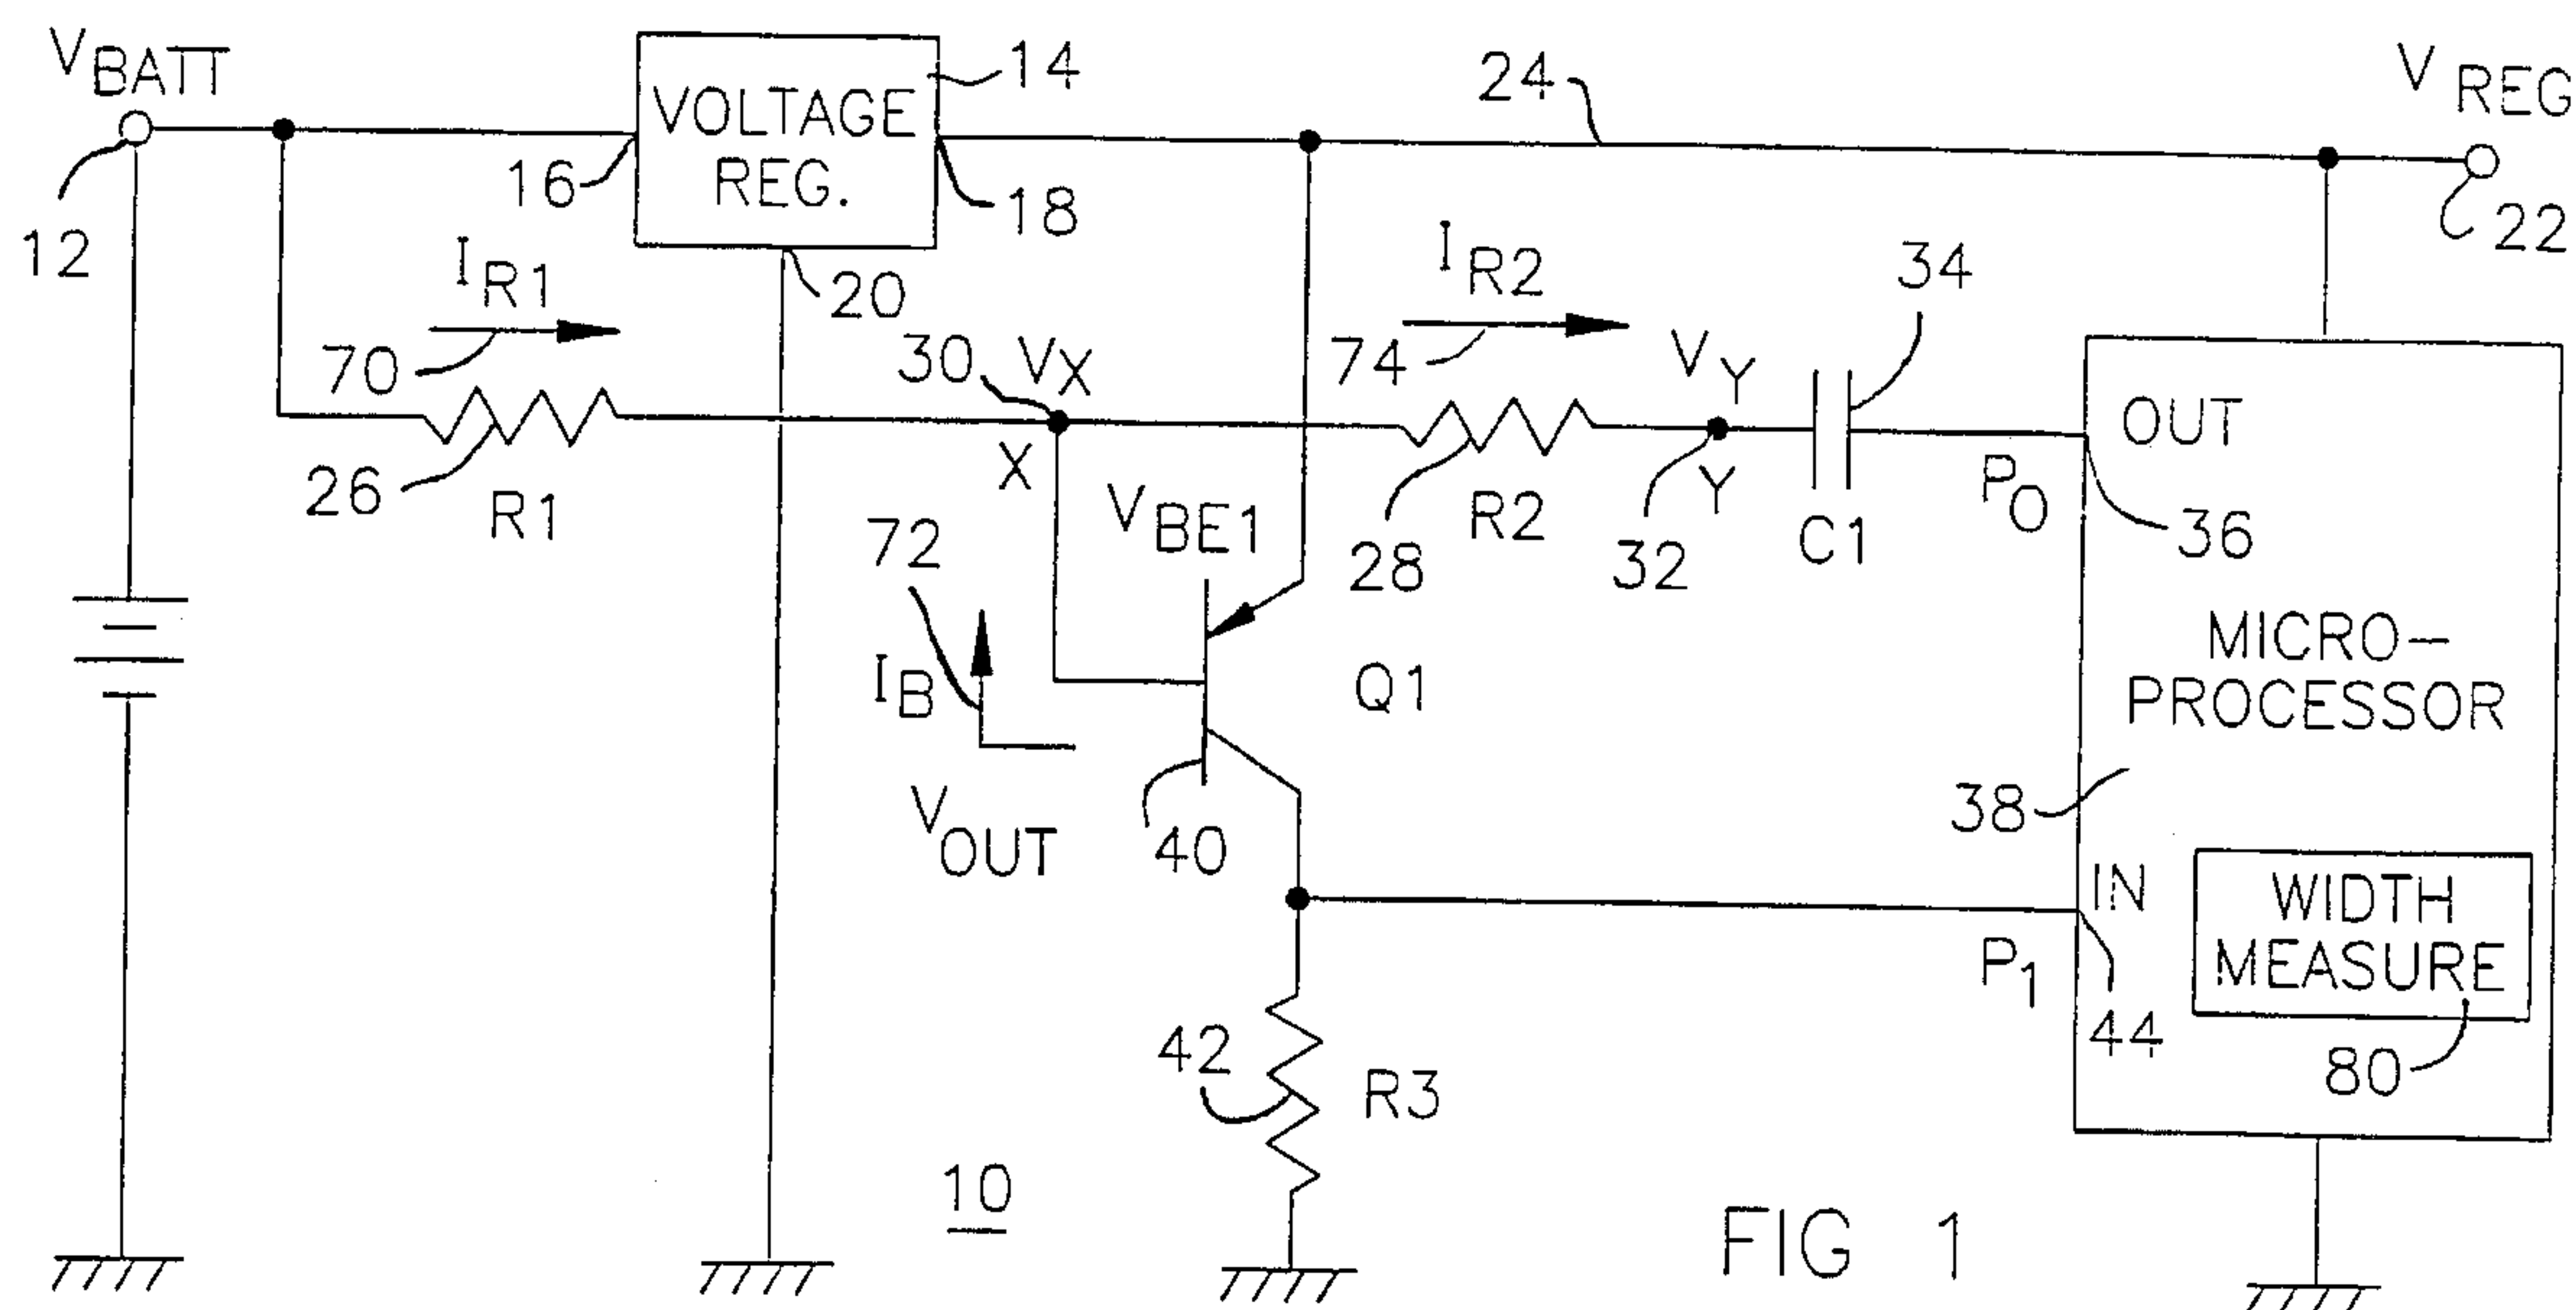 VBATT
12
VOLTAGE
REG.
14
16
18
20
24
VREG
22
IR1
70
26
R1
30
VX
X
IR2
74
28
R2
VY
32
Y
34
C1
PO
OUT
36
72
IB
VBE1
Q1
VOUT
40
MICRO-
PROCESSOR
38
IN
P1
44
WIDTH
MEASURE
80
42
R3
10
FIG 1